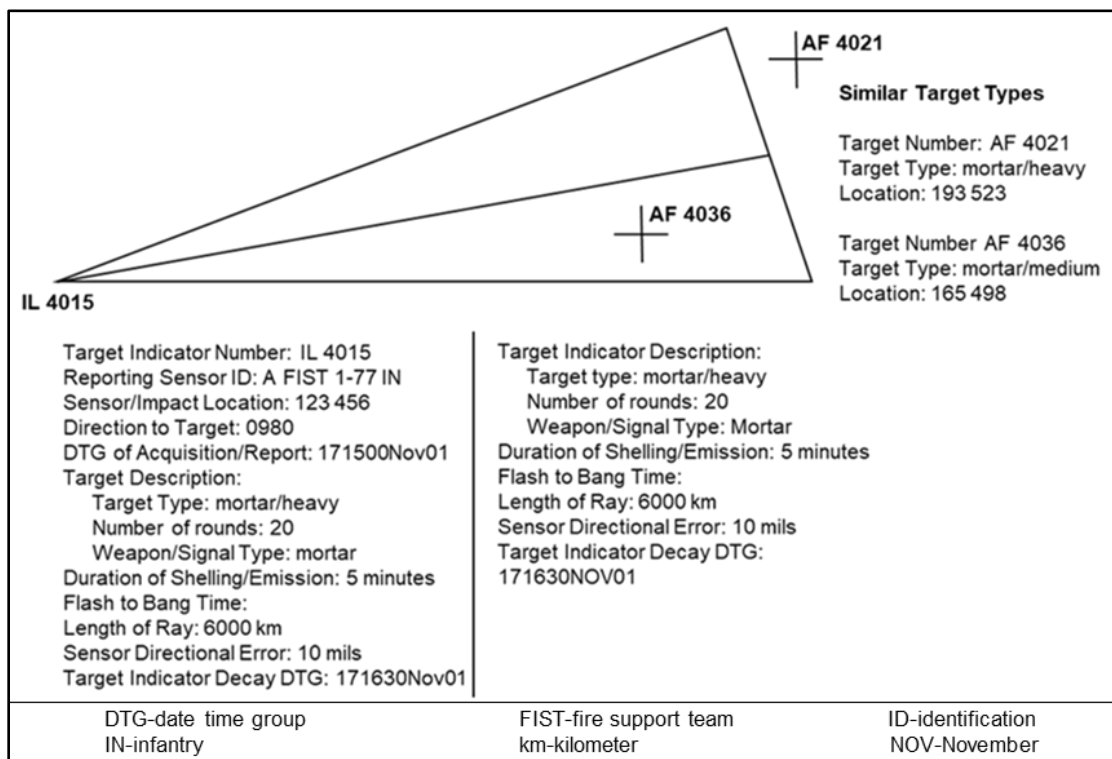 AF 4021
Similar Target Types
Target Number: AF 4021
Target Type: mortar/heavy
Location: 193 523
AF 4036
Target Number AF 4036
Target Type: mortar/medium
Location: 165 498
IL 4015
Target Indicator Number: IL 4015
Reporting Sensor ID: A FIST 1-77 IN
Sensor/Impact Location: 123 456
Direction to Target: 0980
DTG of Acquisition/Report: 171500Nov01
Target Description:
Target Type: mortar/heavy
Number of rounds: 20
Weapon/Signal Type: mortar
Duration of Shelling/Emission: 5 minutes
Flash to Bang Time:
Length of Ray: 6000 km
Sensor Directional Error: 10 mils
Target Indicator Decay DTG: 171630Nov01
Target Indicator Description:
Target type: mortar/heavy
Number of rounds: 20
Weapon/Signal Type: Mortar
Duration of Shelling/Emission: 5 minutes
Flash to Bang Time:
Length of Ray: 6000 km
Sensor Directional Error: 10 mils
Target Indicator Decay DTG:
171630NOV01
DTG-date time group
FIST-fire support team
ID-identification
IN-infantry
km-kilometer
NOV-November